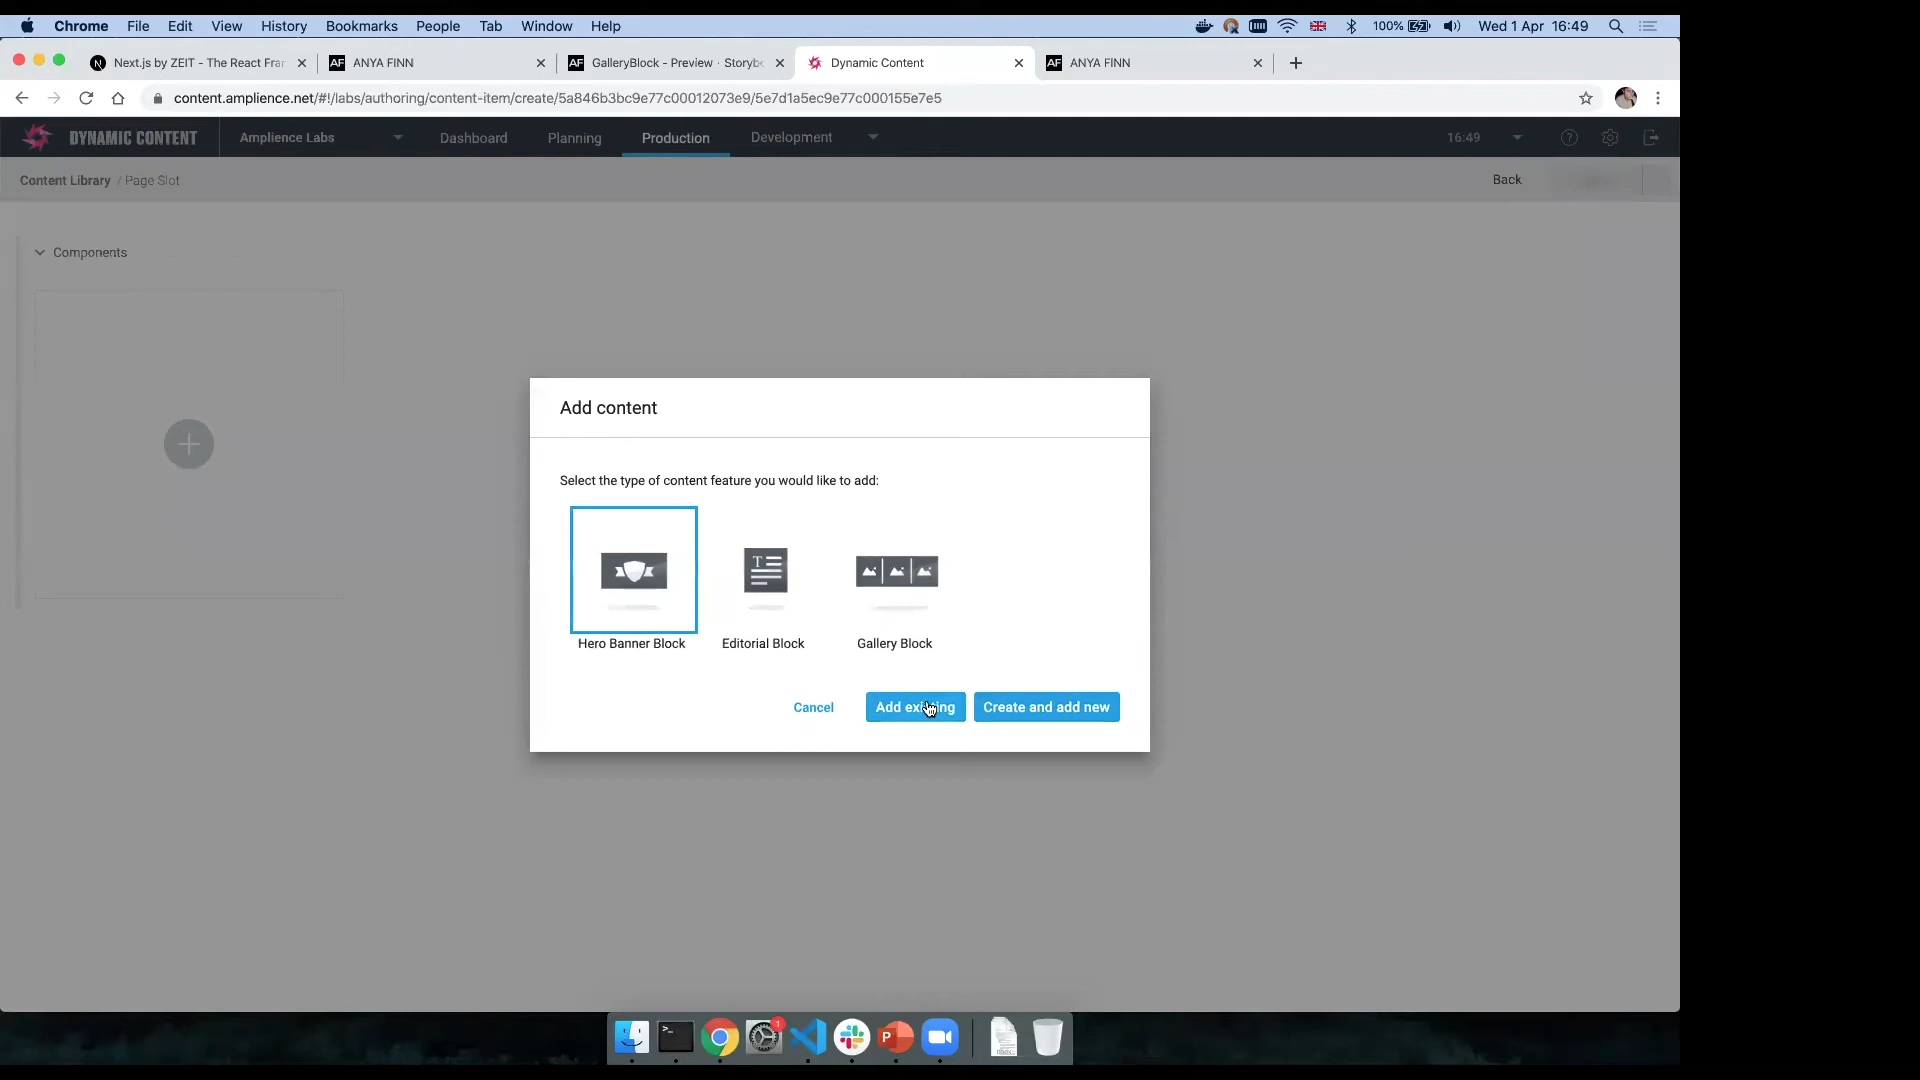 Chrome File Edit View History Bookmarks People Tab Window Help 100% Wed 1 Apr 16:49
Next.js by ZEIT - The React Fra
AF ANYA FINN
AF GalleryBlock - Preview · Storyb
Dynamic Content
AF ANYA FINN
content.amplience.net/#!/labs/authoring/content-item/create/5a846b3bc9e77c00012073e9/5e7d1a5ec9e77c000155e7e5
DYNAMIC CONTENT Amplience Labs Dashboard Planning Production Development 16:49
Content Library / Page Slot Back
Components
Add content
Select the type of content feature you would like to add:
Hero Banner Block Editorial Block Gallery Block
Cancel Add existing Create and add new